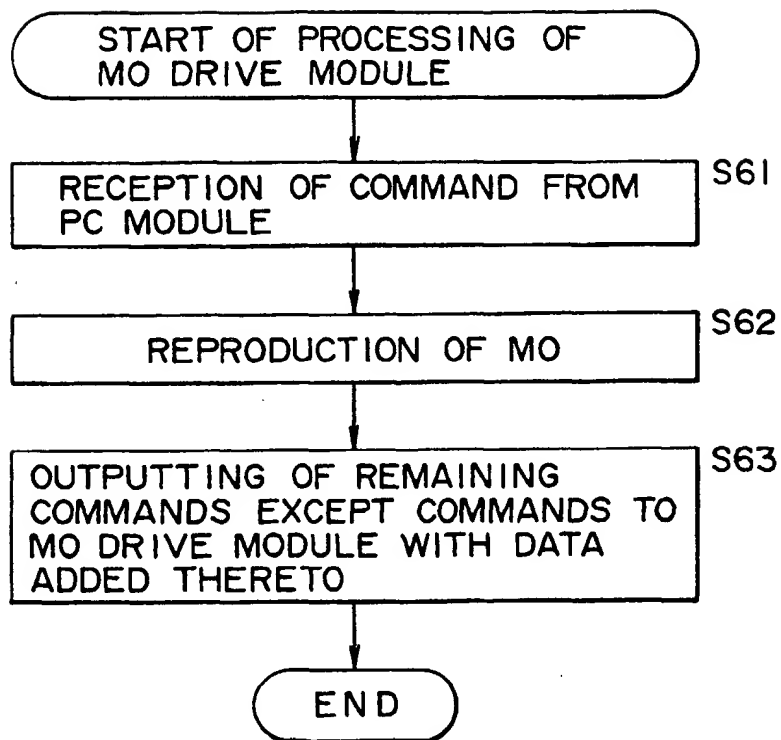 START OF PROCESSING OF
MO DRIVE MODULE
S61
RECEPTION OF COMMAND FROM
PC MODULE
S62
REPRODUCTION OF MO
S63
OUTPUTTING OF REMAINING
COMMANDS EXCEPT COMMANDS TO
MO DRIVE MODULE WITH DATA
ADDED THERETO
END